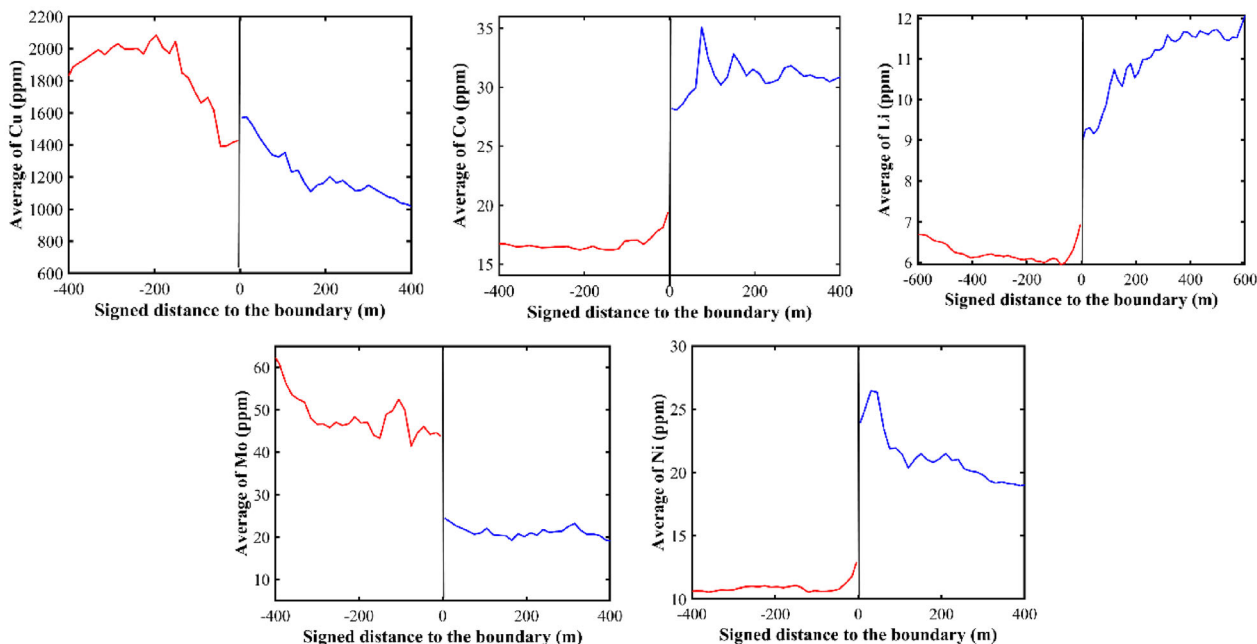 Average of Cu (ppm)
2200
2000
1800
1600
1400
1200
1000
800
600
-400 -200 0 200 400
Signed distance to the boundary (m)
Average of Co (ppm)
35
30
25
20
15
-400 -200 0 200 400
Signed distance to the boundary (m)
Average of Li (ppm)
12
11
10
9
8
7
6
-600 -400 -200 0 200 400 600
Signed distance to the boundary (m)
Average of Mo (ppm)
60
50
40
30
20
10
-400 -200 0 200 400
Signed distance to the boundary (m)
Average of Ni (ppm)
30
25
20
15
10
-400 -200 0 200 400
Signed distance to the boundary (m)